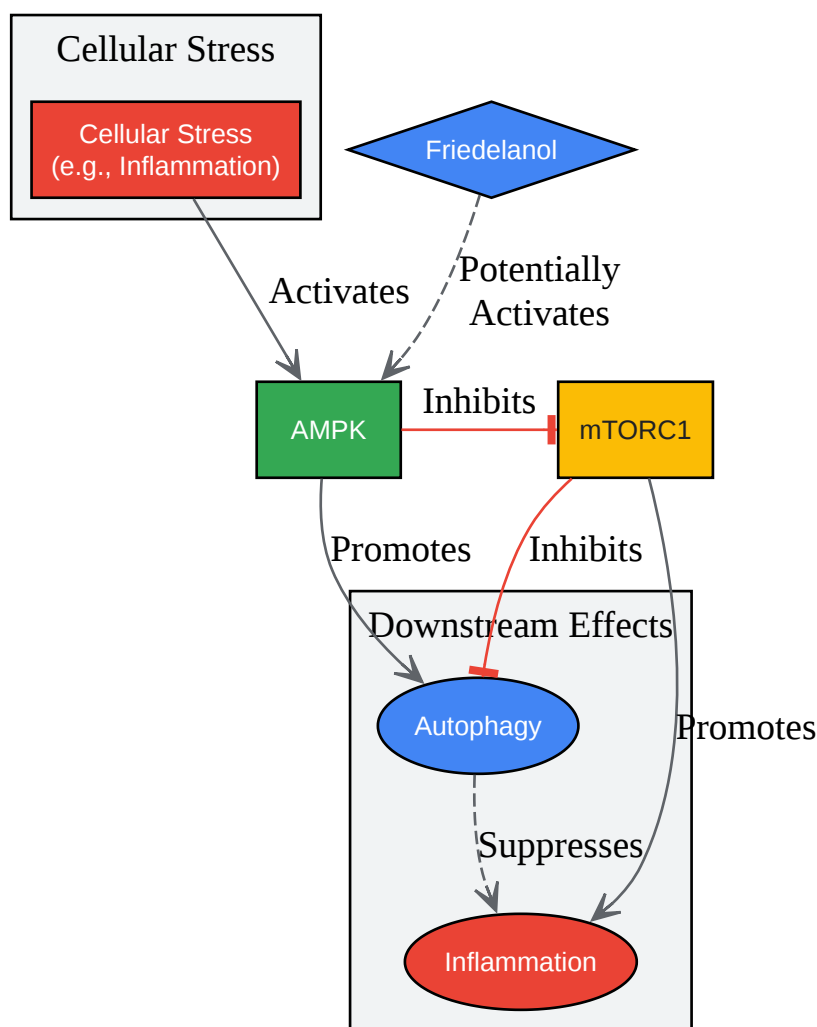 Cellular Stress
Cellular Stress
(e.g., Inflammation)
Friedelanol
Activates
Potentially
Activates
AMPK
Inhibits
mTORC1
Promotes
Inhibits
Downstream Effects
Autophagy
Promotes
Suppresses
Inflammation